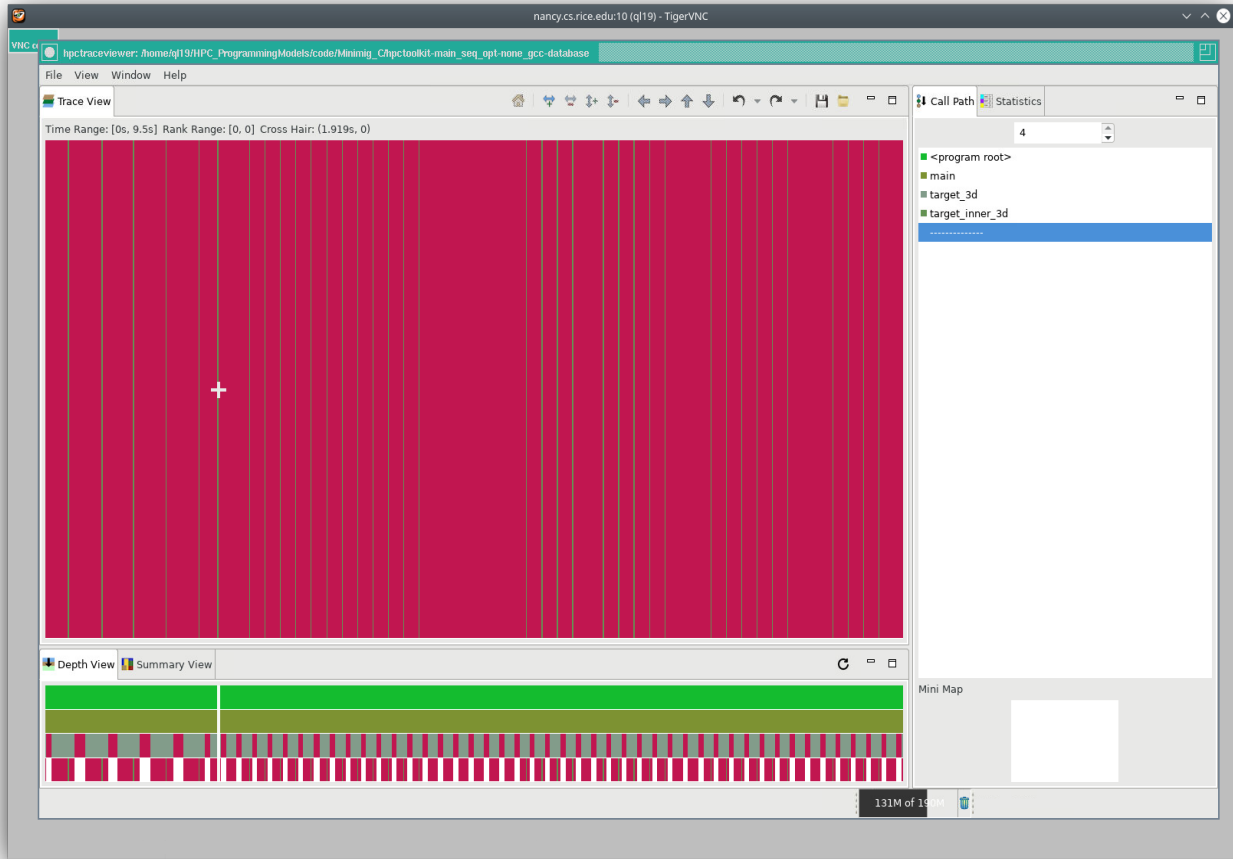 nancy.cs.rice.edu:10 (ql19) - TigerVNC
hpctraceviewer: /home/ql19/HPC_ProgrammingModels/code/Minimig_C/hpctoolkit-main_seq_opt-none_gcc-database
File View Window Help
Trace View
Call Path Statistics
Time Range: [0s, 9.5s] Rank Range: [0, 0] Cross Hair: (1.919s, 0)
4
<program root>
main
target_3d
target_inner_3d
--------------
Depth View Summary View
Mini Map
131M of 190M